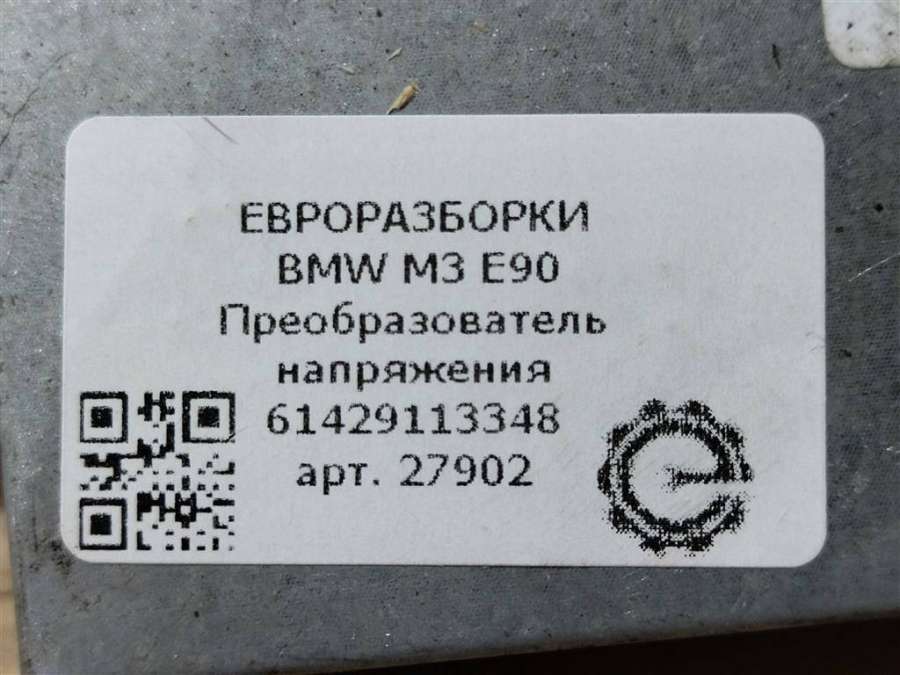 ЕВРОРАЗБОРКИ
BMW M3 E90
Преобразователь
напряжения
61429113348
арт. 27902